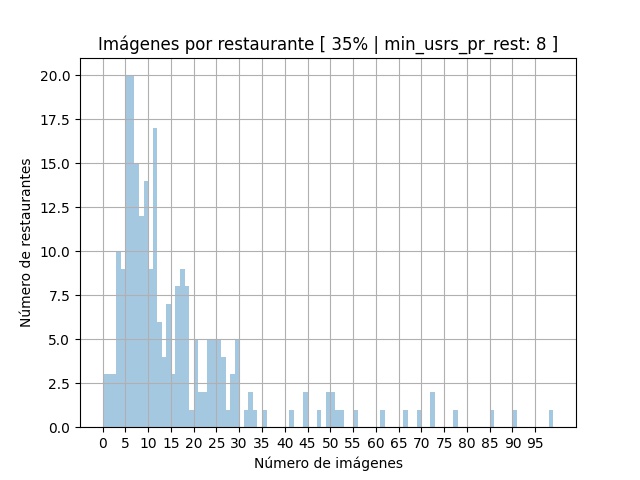 Imágenes por restaurante [ 35% | min_usrs_pr_rest: 8 ]
20.0
17.5
15.0
12.5
10.0
7.5
5.0
2.5
0.0
Número de restaurantes
0 5 10 15 20 25 30 35 40 45 50 55 60 65 70 75 80 85 90 95
Número de imágenes